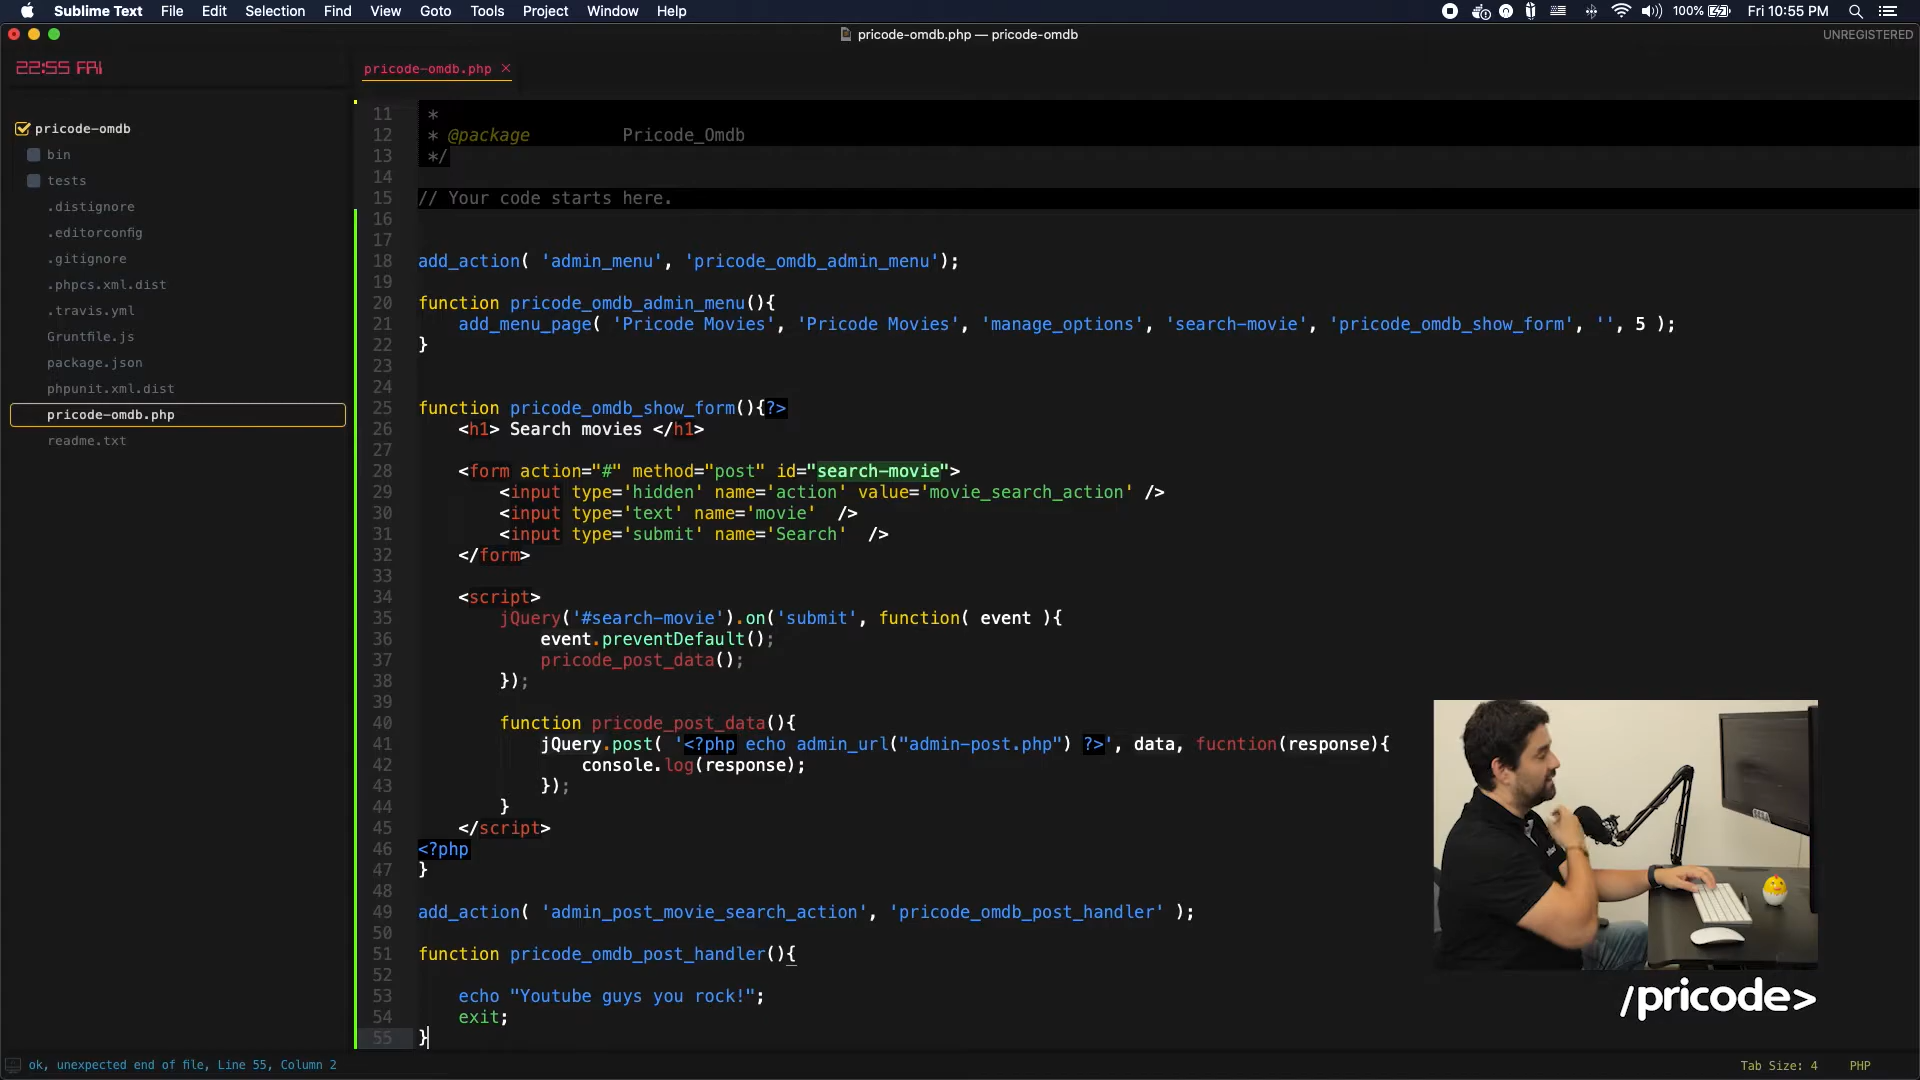 Sublime Text File Edit Selection Find View Goto Tools Project Window Help 100% Fri 10:55 PM
pricode-omdb.php — pricode-omdb UNREGISTERED
22:55 FRI
pricode-omdb.php ×
pricode-omdb
bin
tests
.distignore
.editorconfig
.gitignore
.phpcs.xml.dist
.travis.yml
Gruntfile.js
package.json
phpunit.xml.dist
pricode-omdb.php
readme.txt
11 *
12 * @package Pricode_Omdb
13 */
14
15 // Your code starts here.
16
17
18 add_action( 'admin_menu', 'pricode_omdb_admin_menu');
19
20 function pricode_omdb_admin_menu(){
21 add_menu_page( 'Pricode Movies', 'Pricode Movies', 'manage_options', 'search-movie', 'pricode_omdb_show_form', '', 5 );
22 }
23
24
25 function pricode_omdb_show_form(){?>
26 <h1> Search movies </h1>
27
28 <form action="#" method="post" id="search-movie">
29 <input type='hidden' name='action' value='movie_search_action' />
30 <input type='text' name='movie' />
31 <input type='submit' name='Search' />
32 </form>
33
34 <script>
35 jQuery('#search-movie').on('submit', function( event ){
36 event.preventDefault();
37 pricode_post_data();
38 });
39
40 function pricode_post_data(){
41 jQuery.post( '<?php echo admin_url("admin-post.php") ?>', data, fucntion(response){
42 console.log(response);
43 });
44 }
45 </script>
46 <?php
47 }
48
49 add_action( 'admin_post_movie_search_action', 'pricode_omdb_post_handler' );
50
51 function pricode_omdb_post_handler(){
52
53 echo "Youtube guys you rock!";
54 exit;
55 }
/pricode>
ok, unexpected end of file, Line 55, Column 2 Tab Size: 4 PHP